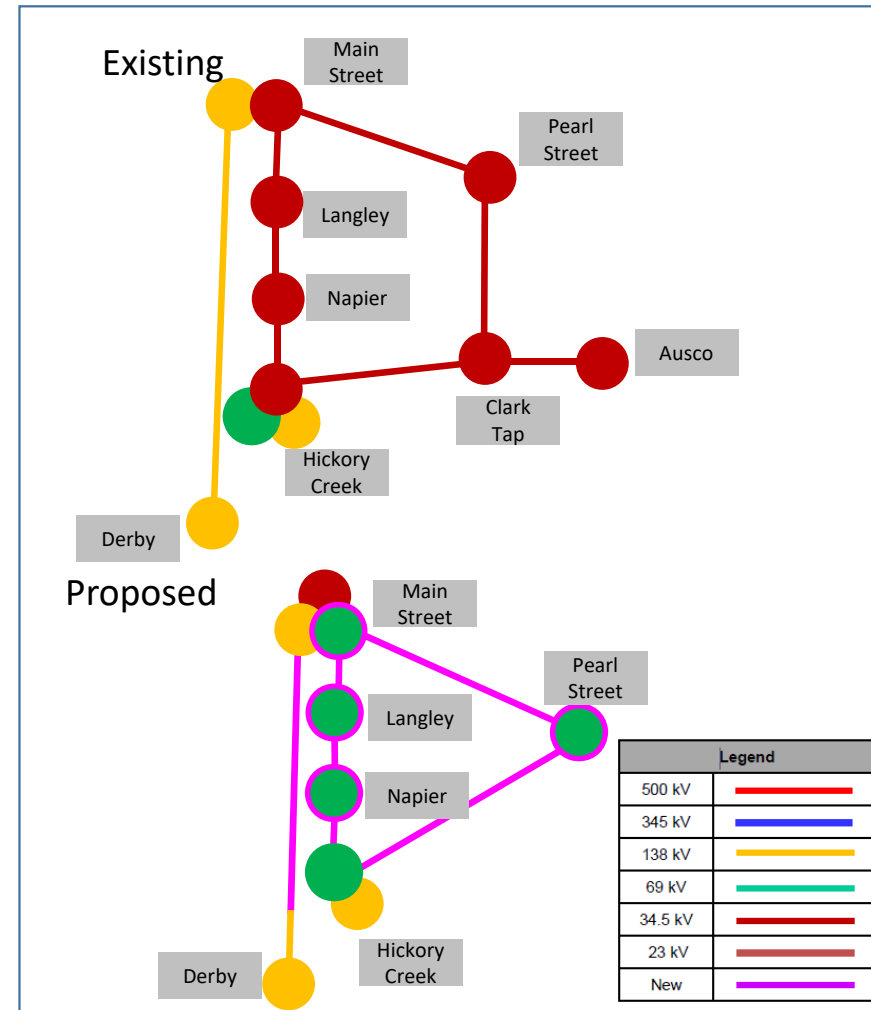 Existing
Main
Street
Pearl
Street
Langley
Napier
Ausco
Clark
Tap
Hickory
Creek
Derby
Proposed
Main
Street
Pearl
Street
Langley
Napier
Hickory
Creek
Derby
Legend
500 kV
345 kV
138 kV
69 kV
34.5 kV
23 kV
New